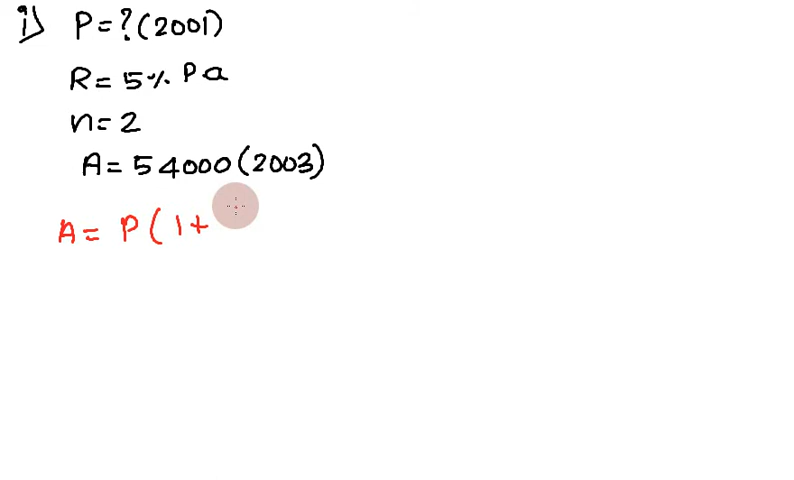 i) P = ? (2001)
R = 5% Pa
n = 2
A = 54000 (2003)
A = P ( 1 +